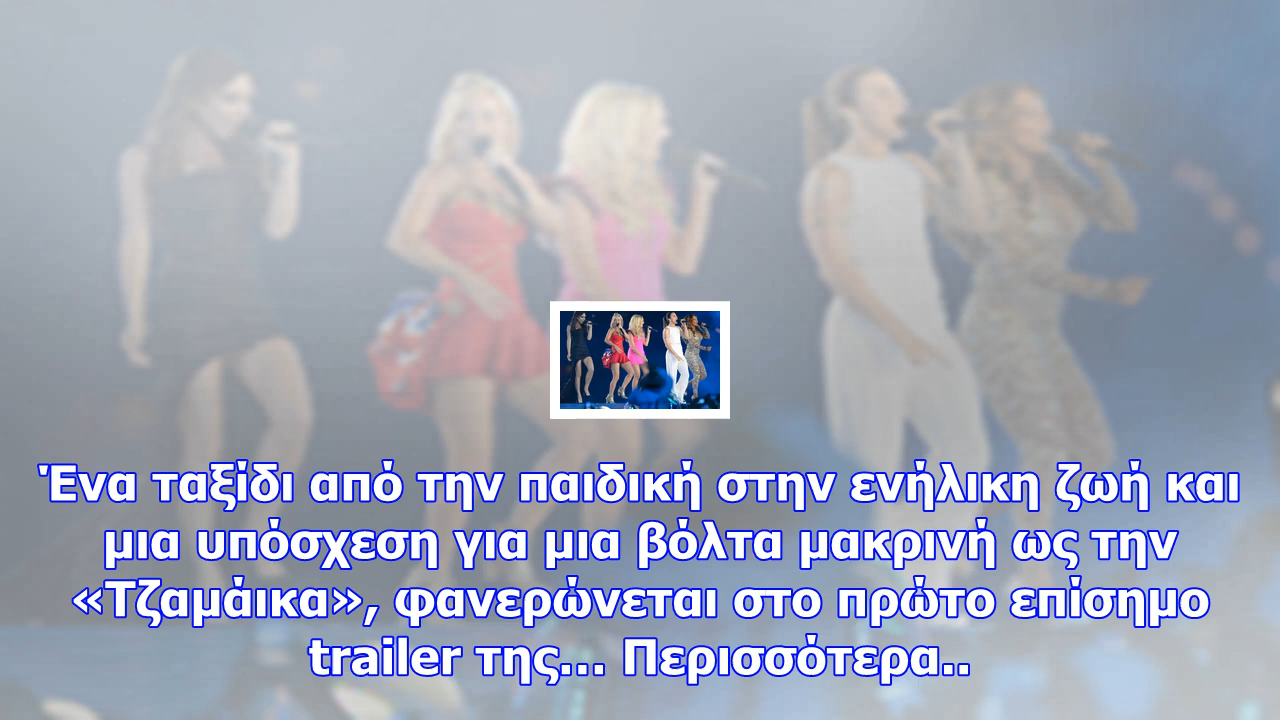 Ένα ταξίδι από την παιδική στην ενήλικη ζωή και
μια υπόσχεση για μια βόλτα μακρινή ως την
«Τζαμάικα», φανερώνεται στο πρώτο επίσημο
trailer της... Περισσότερα..